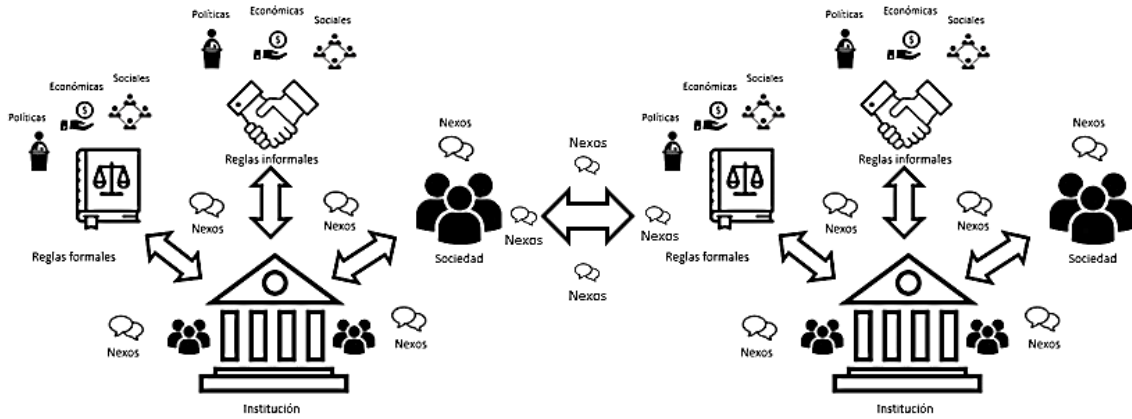 Políticas
Económicas
Sociales
Políticas
Económicas
Sociales
Reglas informales
Reglas formales
Nexos
Nexos
Nexos
Sociedad
Nexos
Nexos
Institución
Nexos
Nexos
Nexos
Nexos
Políticas
Económicas
Sociales
Políticas
Económicas
Sociales
Reglas informales
Reglas formales
Nexos
Nexos
Nexos
Sociedad
Nexos
Nexos
Institución